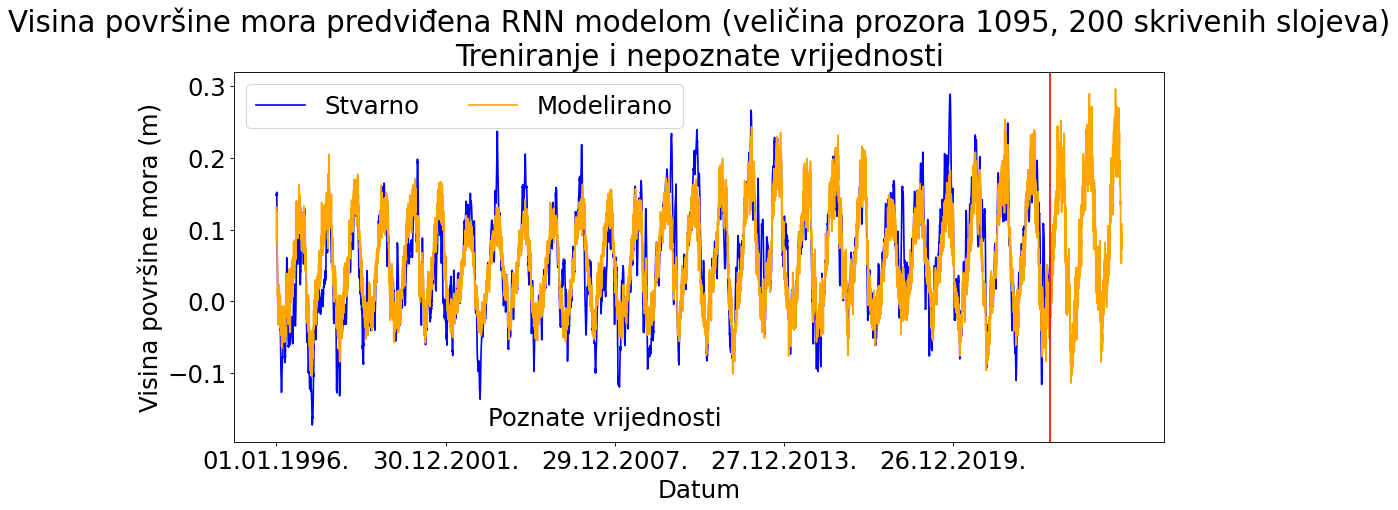 Visina površine mora predviđena RNN modelom (veličina prozora 1095, 200 skrivenih slojeva)
Treniranje i nepoznate vrijednosti
Stvarno
Modelirano
Visina površine mora (m)
0.3
0.2
0.1
0.0
−0.1
Poznate vrijednosti
01.01.1996.
30.12.2001.
29.12.2007.
27.12.2013.
26.12.2019.
Datum